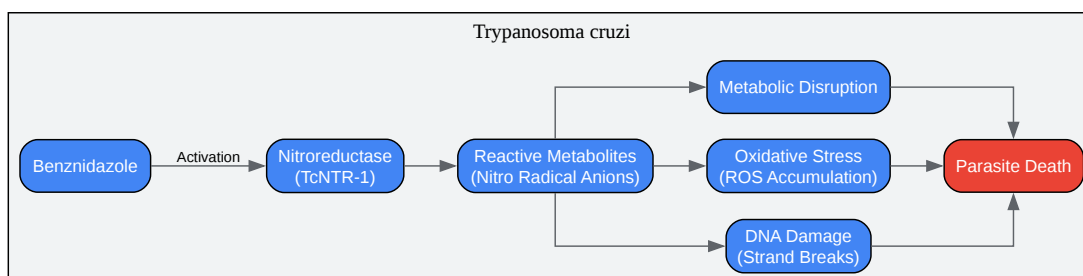 Trypanosoma cruzi
Metabolic Disruption
Benznidazole
Activation
Nitroreductase
(TcNTR-1)
Reactive Metabolites
(Nitro Radical Anions)
Oxidative Stress
(ROS Accumulation)
Parasite Death
DNA Damage
(Strand Breaks)